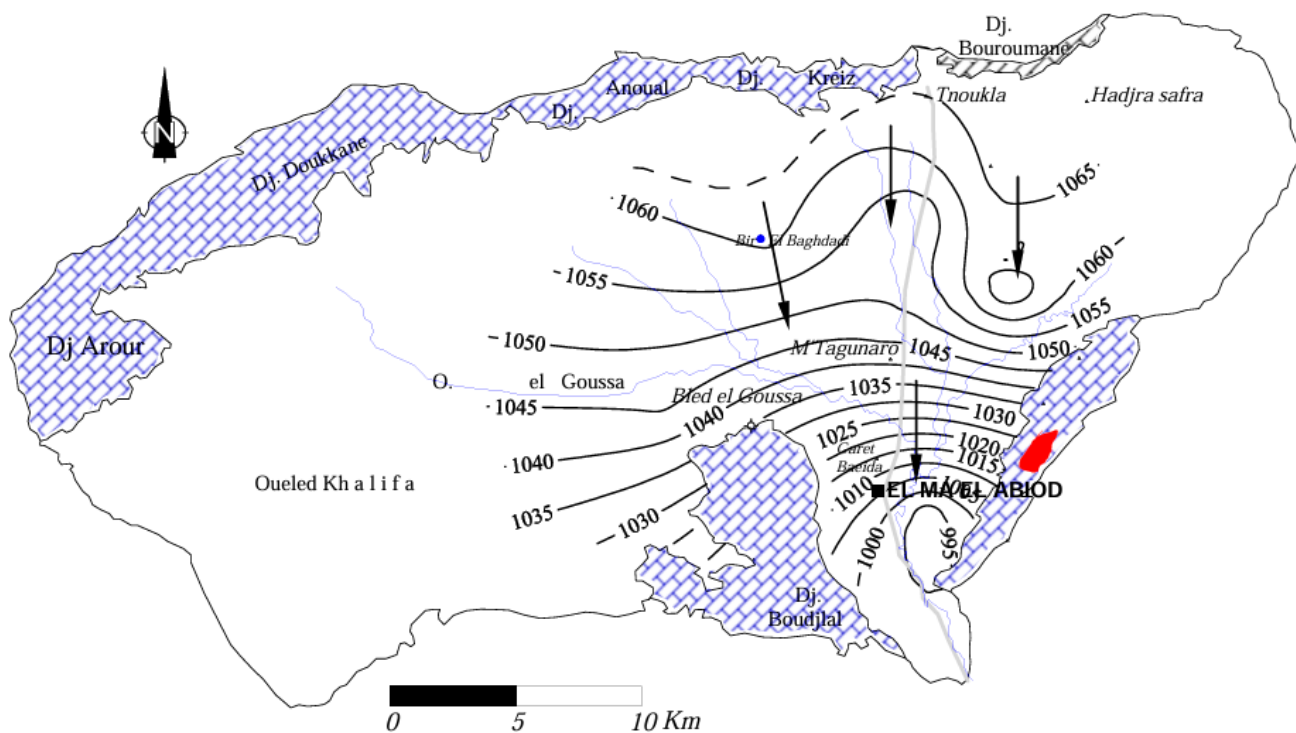 Dj.
Bouroumane
Dj. Anoual Dj. Kreiz
Tnoukla
Hadjra safra
N
Dj. Doukkane
1065
1060
Bir El Baghdadi
1060
1055
1055
1050
1050
Dj Arour
M'Tagunaro
1045
O. el Goussa
Bled el Goussa
1035
1045
1030
1040
1025
1020
1040
Garet
Baeida
1015
Oueled Khalifa
1010
EL MA EL ABIOD
1035
1030
1000
995
Dj.
Boudjlal
0 5 10 Km